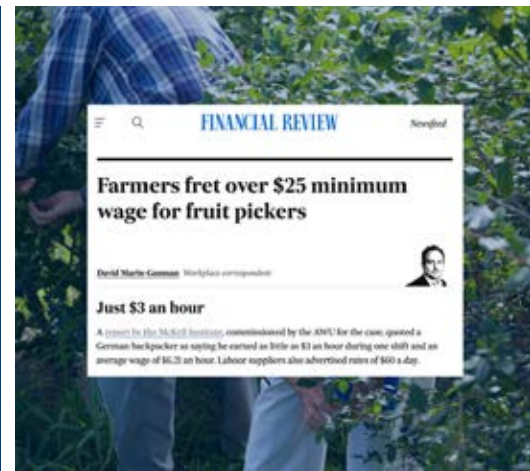 FINANCIAL REVIEW Newsfeed
Farmers fret over $25 minimum
wage for fruit pickers
David Marin-Guzman Workplace correspondent
Just $3 an hour
A report by the McKell Institute, commissioned by the AWU for the case, quoted a
German backpacker as saying he earned as little as $3 an hour during one shift and an
average wage of $6.21 an hour. Labour suppliers also advertised rates of $60 a day.